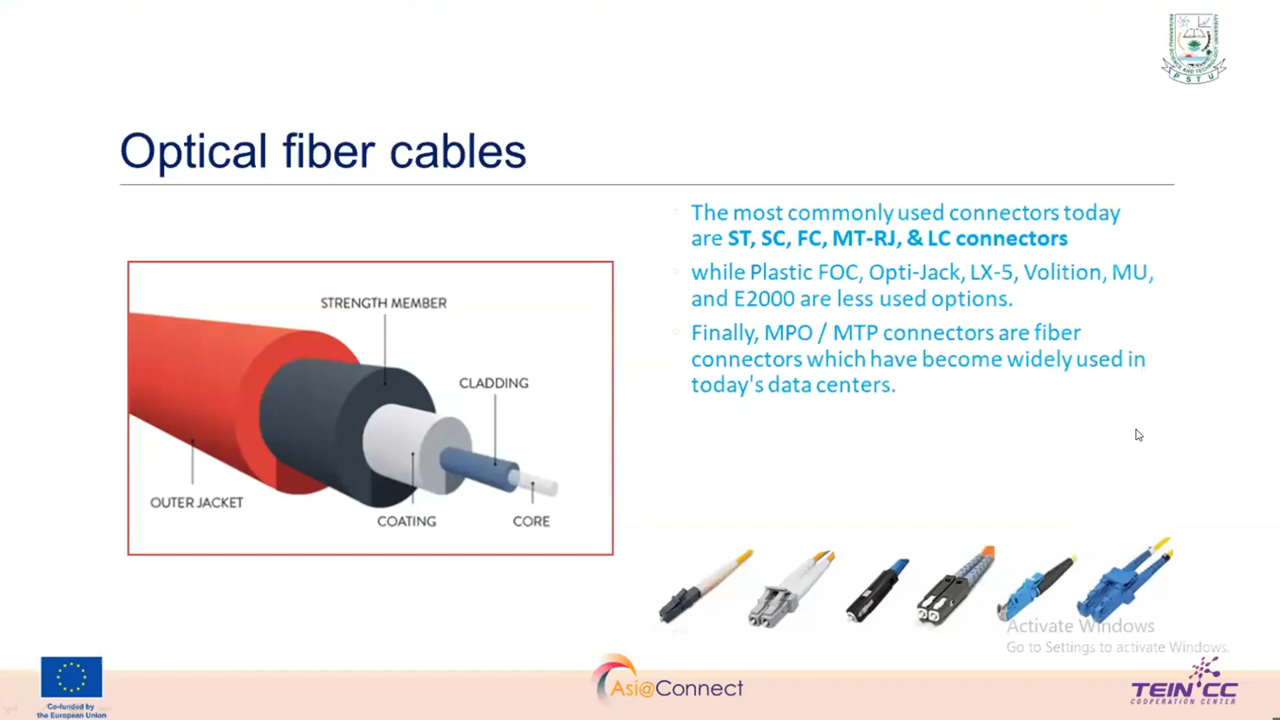 Optical fiber cables
The most commonly used connectors today
are ST, SC, FC, MT-RJ, & LC connectors
while Plastic FOC, Opti-Jack, LX-5, Volition, MU,
and E2000 are less used options.
Finally, MPO / MTP connectors are fiber
connectors which have become widely used in
today's data centers.
STRENGTH MEMBER
CLADDING
OUTER JACKET
COATING
CORE
Activate Windows
Go to Settings to activate Windows.
Co-funded by
the European Union
Asi@Connect
TEIN*CC
COOPERATION CENTER
PSTU